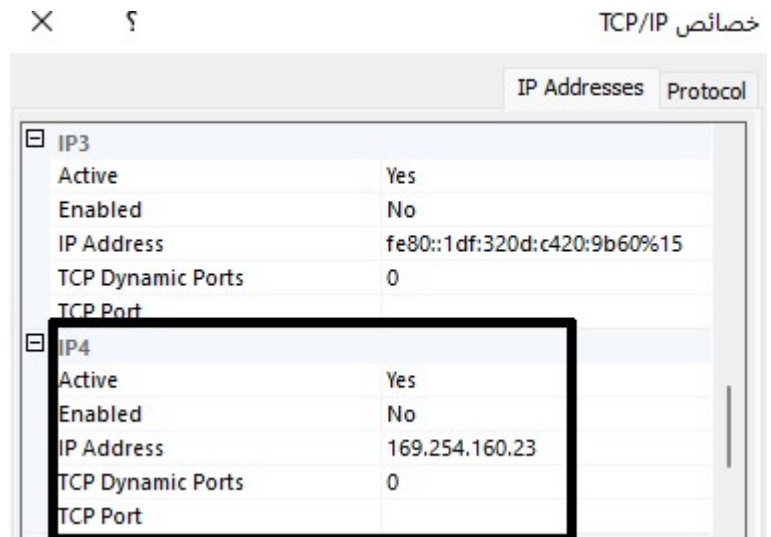 خصائص TCP/IP ؟ ×
Protocol IP Addresses
IP3
Active Yes
Enabled No
IP Address fe80::1df:320d:c420:9b60%15
TCP Dynamic Ports 0
TCP Port
IP4
Active Yes
Enabled No
IP Address 169.254.160.23
TCP Dynamic Ports 0
TCP Port